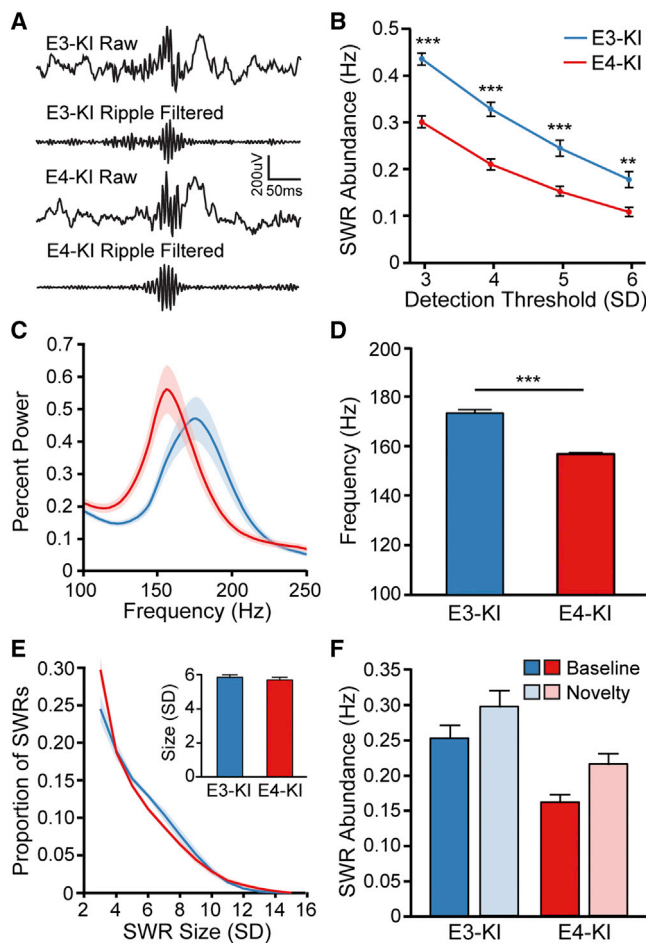 A
E3-KI Raw
E3-KI Ripple Filtered
200uV
50ms
E4-KI Raw
E4-KI Ripple Filtered
B
E3-KI
E4-KI
***
***
***
**
SWR Abundance (Hz)
0.5
0.4
0.3
0.2
0.1
0
3 4 5 6
Detection Threshold (SD)
C
Percent Power
0.7
0.6
0.5
0.4
0.3
0.2
0.1
0
100 150 200 250
Frequency (Hz)
D
***
Frequency (Hz)
200
180
160
140
120
100
E3-KI E4-KI
E
Proportion of SWRs
0.30
0.25
0.20
0.15
0.10
0.05
0
2 4 6 8 10 12 14 16
SWR Size (SD)
Size (SD)
6
4
2
0
E3-KI E4-KI
F
Baseline
Novelty
SWR Abundance (Hz)
0.35
0.30
0.25
0.20
0.15
0.10
0.05
0.00
E3-KI E4-KI